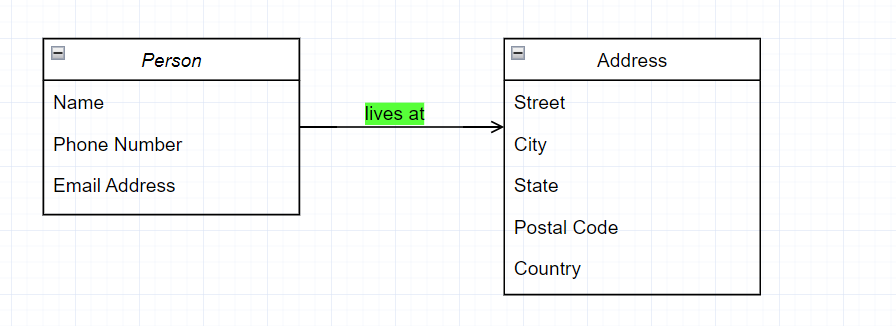 Person
Name
Phone Number
Email Address
lives at
Address
Street
City
State
Postal Code
Country